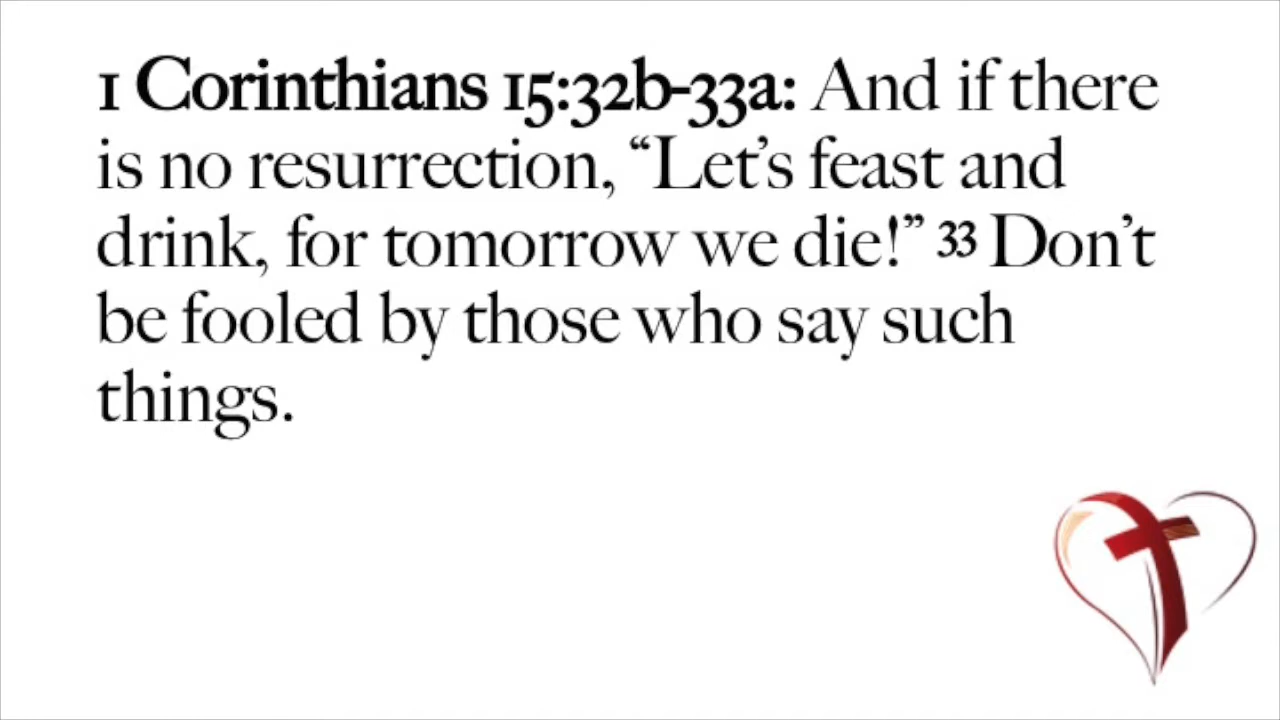 1 Corinthians 15:32b-33a: And if there
is no resurrection, “Let’s feast and
drink, for tomorrow we die!” 33 Don’t
be fooled by those who say such
things.